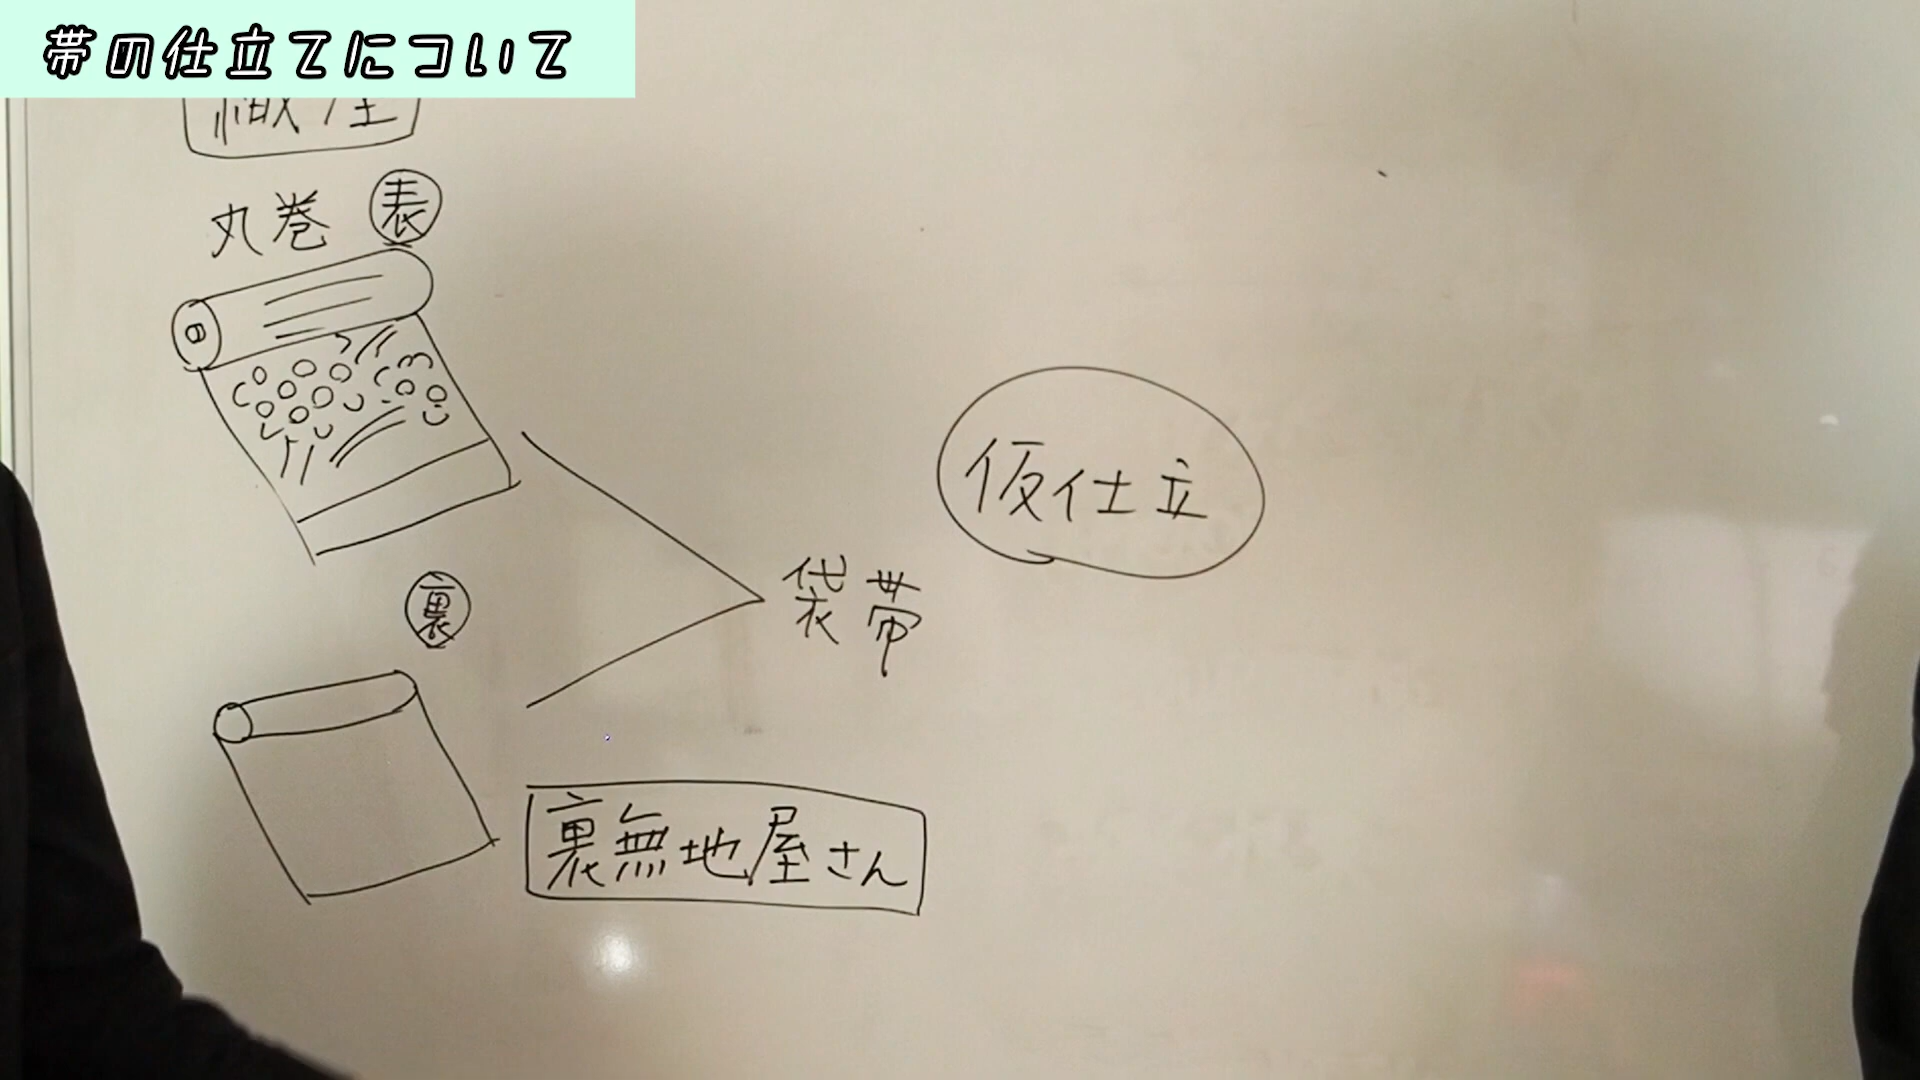 帯の仕立てについて
丸巻 表
仮仕立
袋帯
裏
裏無地屋さん